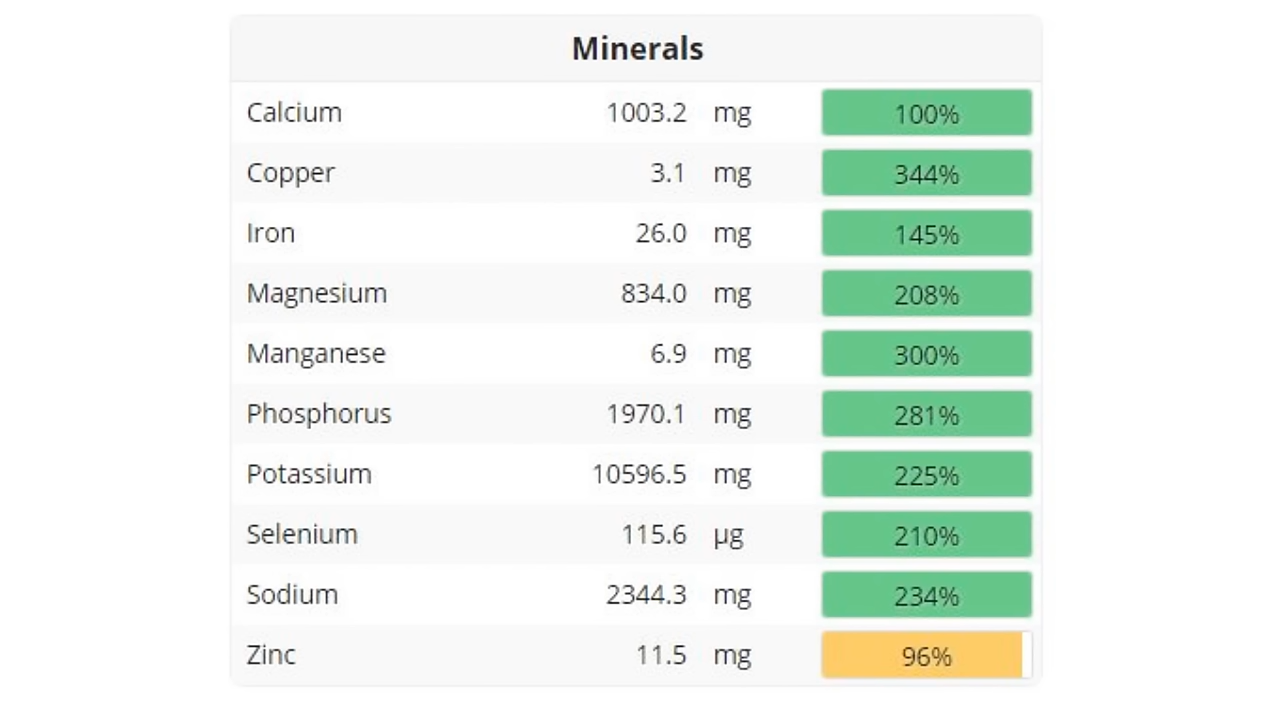 Minerals
Calcium 1003.2 mg 100%
Copper 3.1 mg 344%
Iron 26.0 mg 145%
Magnesium 834.0 mg 208%
Manganese 6.9 mg 300%
Phosphorus 1970.1 mg 281%
Potassium 10596.5 mg 225%
Selenium 115.6 µg 210%
Sodium 2344.3 mg 234%
Zinc 11.5 mg 96%